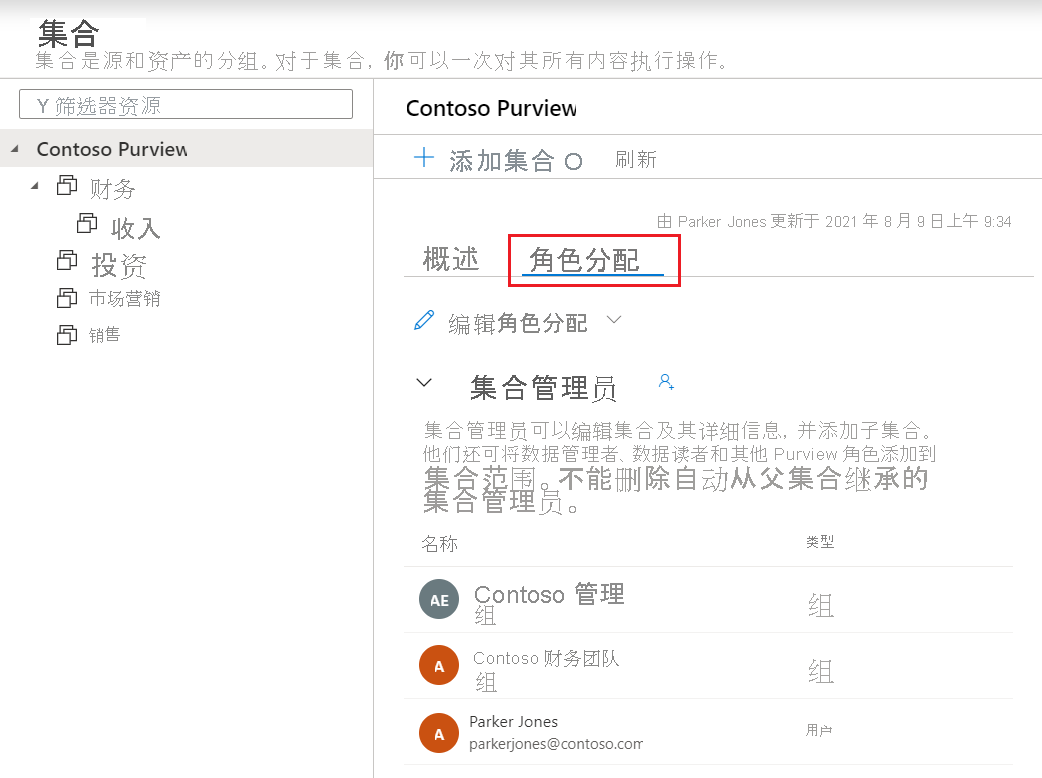 集合
集合是源和资产的分组。对于集合，你可以一次对其所有内容执行操作。
Y 筛选器资源
Contoso Purview
财务
收入
投资
市场营销
销售
Contoso Purview
添加集合 刷新
由 Parker Jones 更新于 2021 年 8 月 9 日上午 9:34
概述 角色分配
编辑角色分配
集合管理员
集合管理员可以编辑集合及其详细信息，并添加子集合。
他们还可将数据管理者、数据读者和其他 Purview 角色添加到
集合范围。不能删除自动从父集合继承的
集合管理员。
名称 类型
AE Contoso 管理
组 组
A Contoso 财务团队
组 组
Parker Jones
A 用户
parkerjones@contoso.com